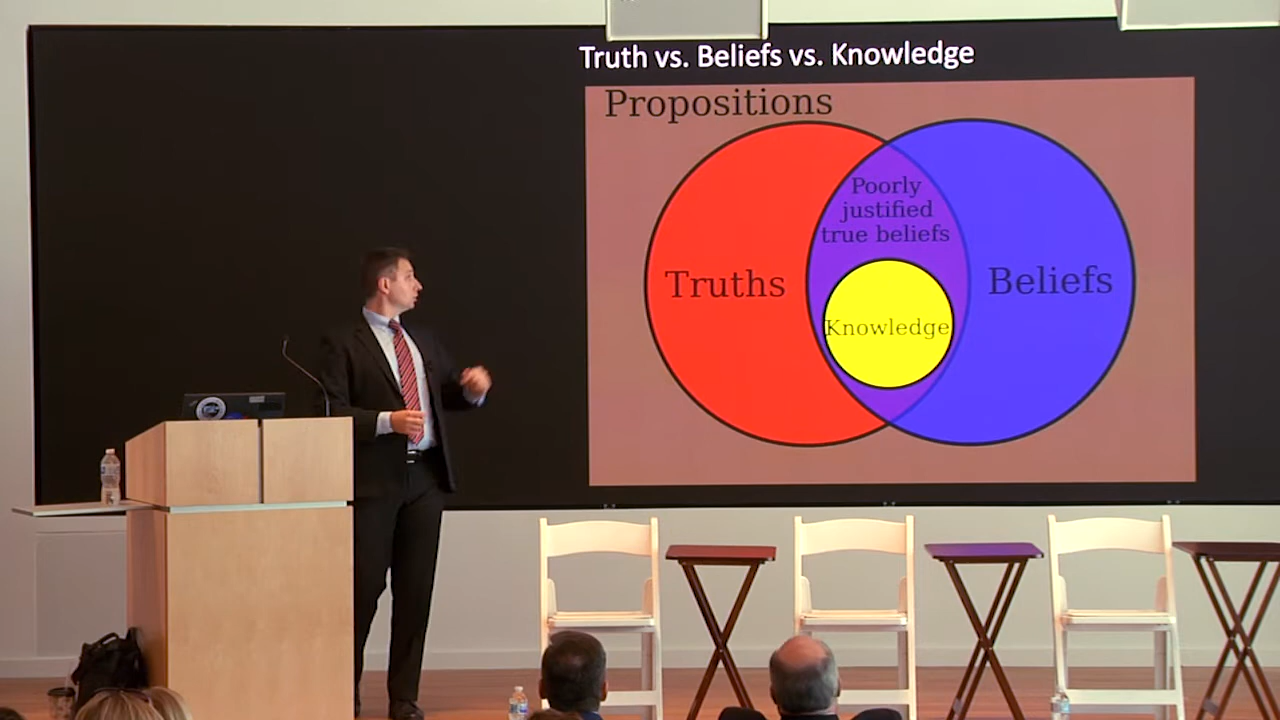 Truth vs. Beliefs vs. Knowledge
Propositions
Poorly
justified
true beliefs
Truths
Beliefs
Knowledge